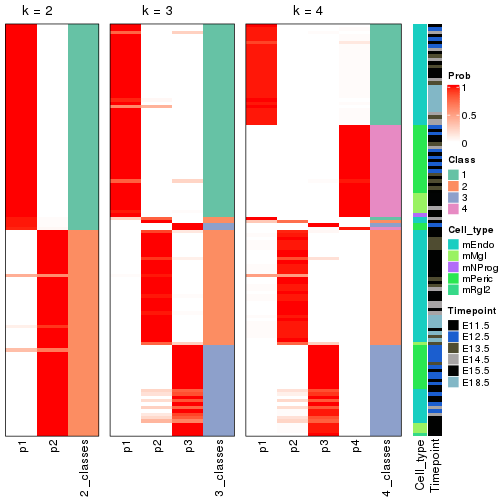 k = 2
k = 3
k = 4
p1
p2
2_classes
p1
p2
p3
3_classes
p1
p2
p3
p4
4_classes
Cell_type
Timepoint
Prob
1
0.5
0
Class
1
2
3
4
Cell_type
mEndo
mMgl
mNProg
mPeric
mRgl2
Timepoint
E11.5
E12.5
E13.5
E14.5
E15.5
E18.5